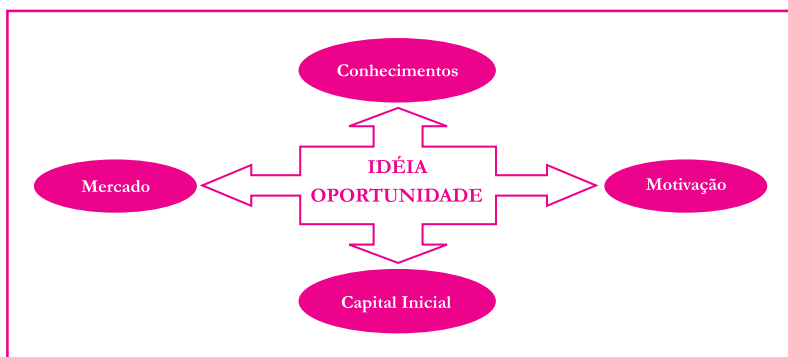 Conhecimentos
IDÉIA
OPORTUNIDADE
Mercado
Motivação
Capital Inicial